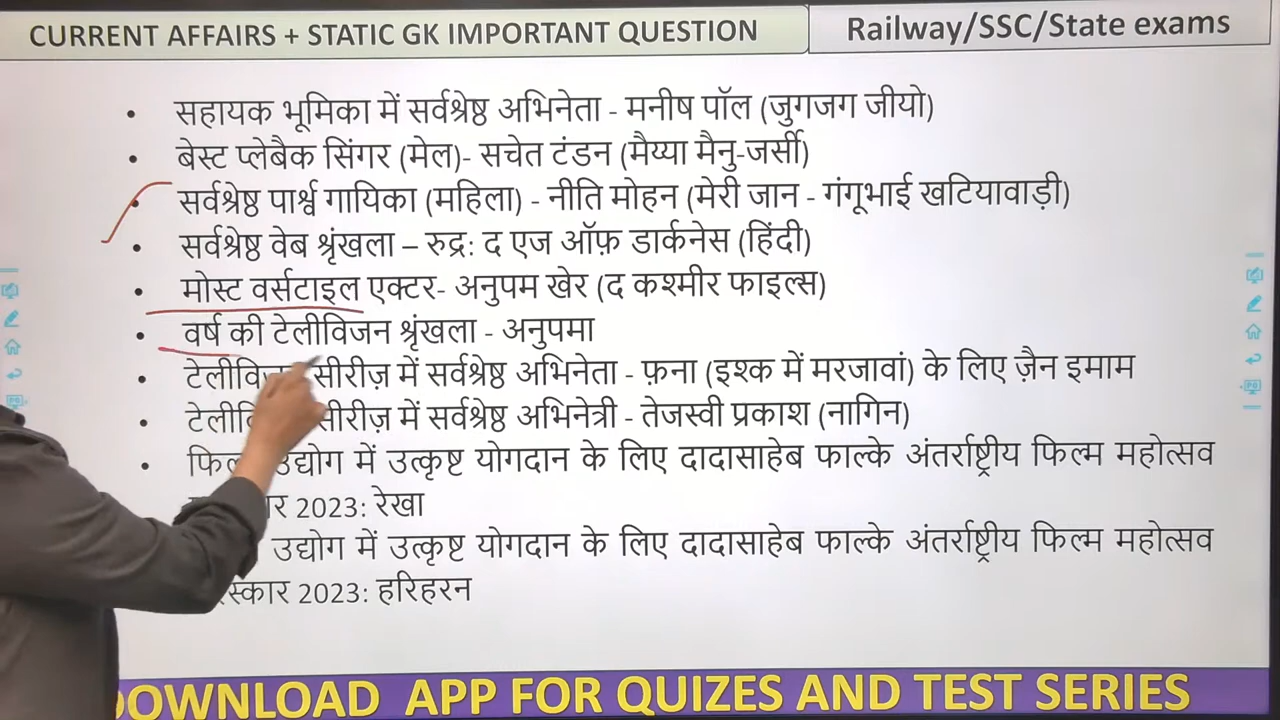 CURRENT AFFAIRS + STATIC GK IMPORTANT QUESTION
Railway/SSC/State exams
• सहायक भूमिका में सर्वश्रेष्ठ अभिनेता - मनीष पॉल (जुगजग जीयो)
• बेस्ट प्लेबैक सिंगर (मेल)- सचेत टंडन (मैय्या मैनु-जर्सी)
• सर्वश्रेष्ठ पार्श्व गायिका (महिला) - नीति मोहन (मेरी जान - गंगूभाई खटियावाड़ी)
• सर्वश्रेष्ठ वेब श्रृंखला – रुद्र: द एज ऑफ़ डार्कनेस (हिंदी)
• मोस्ट वर्सटाइल एक्टर- अनुपम खेर (द कश्मीर फाइल्स)
• वर्ष की टेलीविजन श्रृंखला - अनुपमा
• सीरीज़ में सर्वश्रेष्ठ अभिनेता - फ़ना (इश्क में मरजावां) के लिए ज़ैन इमाम
• सीरीज़ में सर्वश्रेष्ठ अभिनेत्री - तेजस्वी प्रकाश (नागिन)
• उद्योग में उत्कृष्ट योगदान के लिए दादासाहेब फाल्के अंतर्राष्ट्रीय फिल्म महोत्सव
2023: रेखा
उद्योग में उत्कृष्ट योगदान के लिए दादासाहेब फाल्के अंतर्राष्ट्रीय फिल्म महोत्सव
2023: हरिहरन
DOWNLOAD APP FOR QUIZES AND TEST SERIES